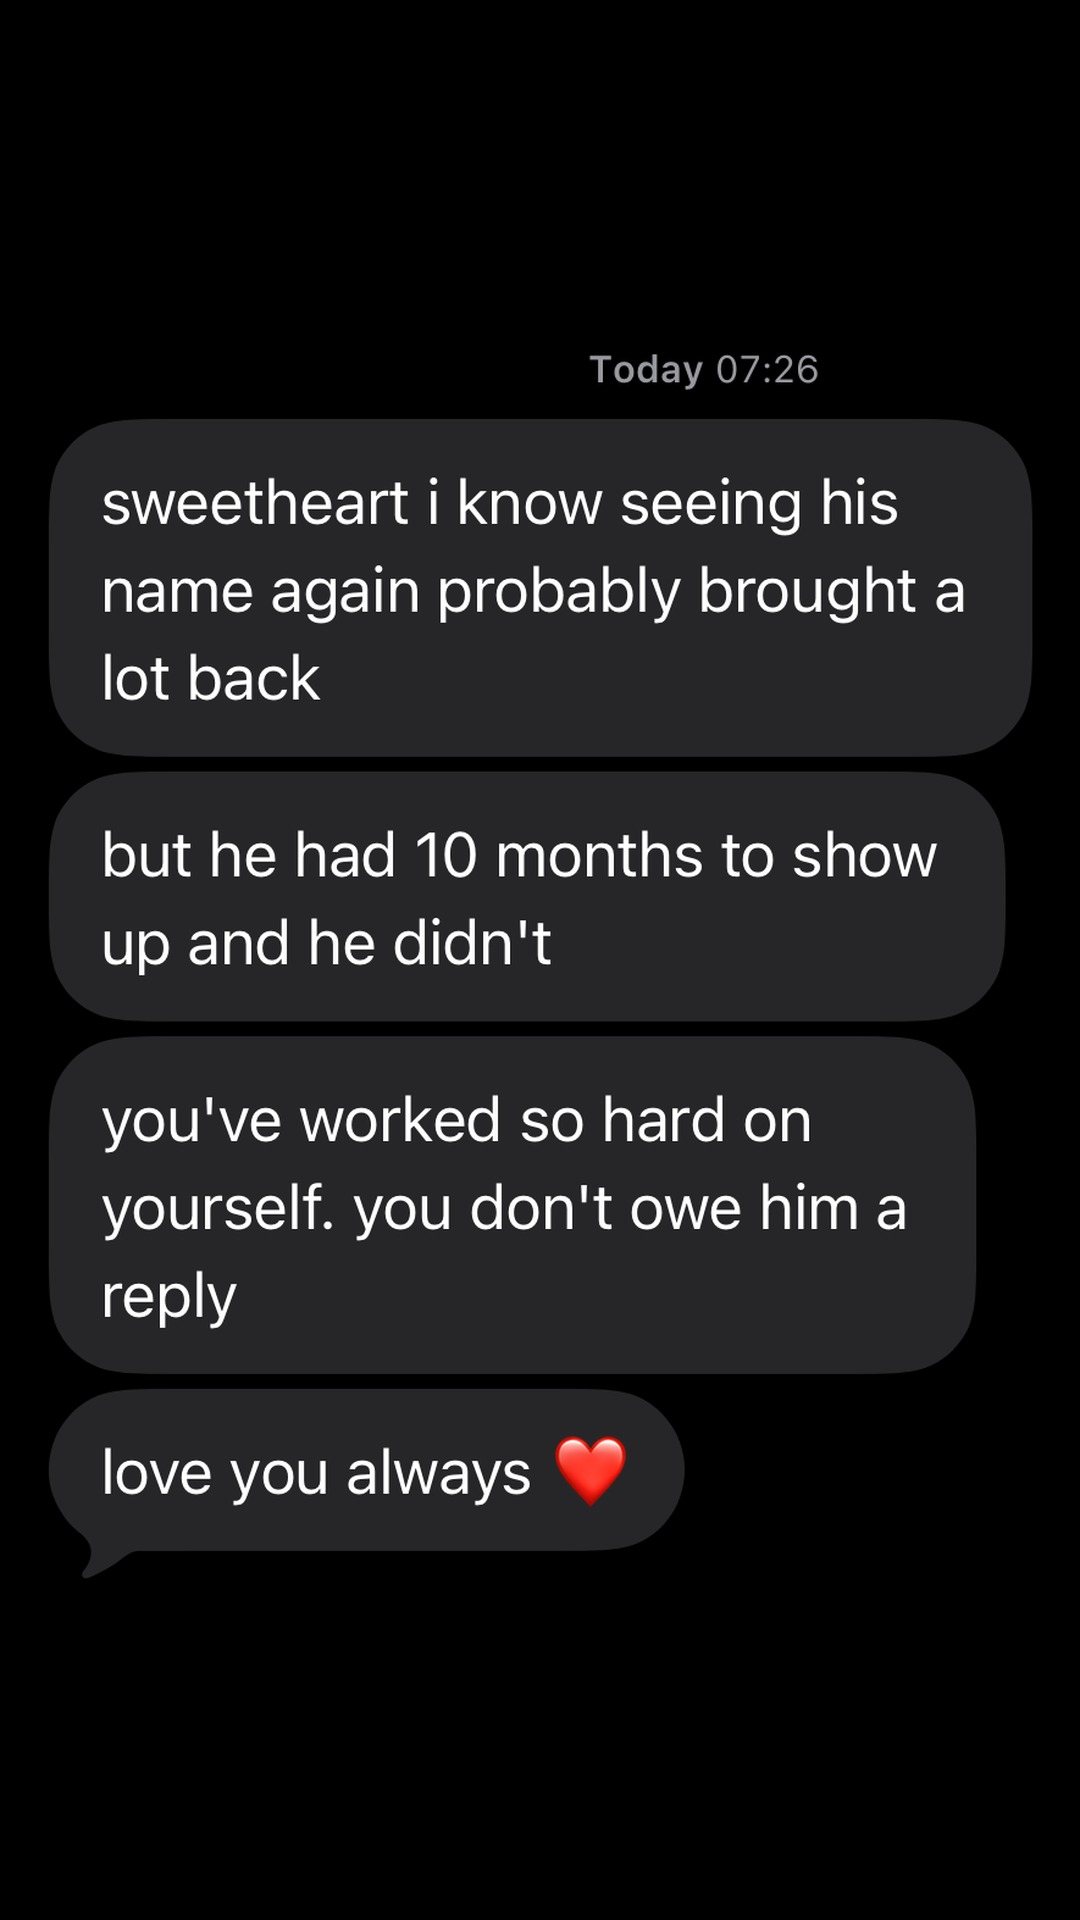 Today 07:26
sweetheart i know seeing his
name again probably brought a
lot back
but he had 10 months to show
up and he didn't
you've worked so hard on
yourself. you don't owe him a
reply
love you always ❤️